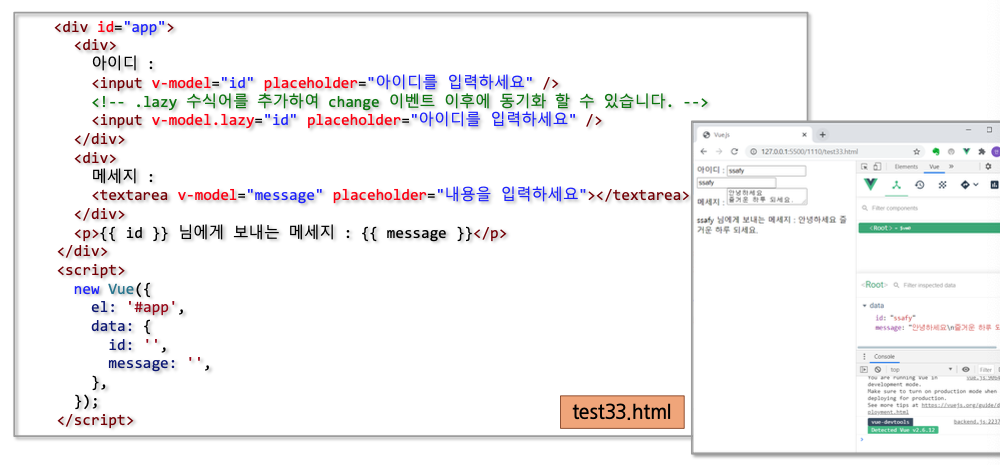 <div id="app">
<div>
아이디 :
<input v-model="id" placeholder="아이디를 입력하세요" />
<!-- .lazy 수식어를 추가하여 change 이벤트 이후에 동기화 할 수 있습니다. -->
<input v-model.lazy="id" placeholder="아이디를 입력하세요" />
</div>
<div>
메세지 :
<textarea v-model="message" placeholder="내용을 입력하세요"></textarea>
</div>
<p>{{ id }} 님에게 보내는 메세지 : {{ message }}</p>
</div>
<script>
new Vue({
el: '#app',
data: {
id: '',
message: '',
},
});
</script>
test33.html
Vue.js
127.0.0.1:5500/1110/test33.html
아이디 : ssafy
ssafy
안녕하세요
메세지 : 즐거운 하루 되세요.
ssafy 님에게 보내는 메세지 : 안녕하세요 즐
거운 하루 되세요.
Elements Vue
Filter components
<Root>
<Root> Filter inspected data
data
id: "ssafy"
message: "안녕하세요\n즐거운 하루 되
Console
top Filter
You are running Vue in
development mode.
Make sure to turn on production mode when
deploying for production.
See more tips at https://vuejs.org/guide/d
ployment.html
vue-devtools backend.js:2237
Detected Vue v2.6.12